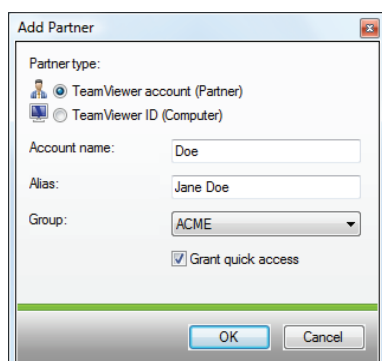 Add Partner
Partner type:
TeamViewer account (Partner)
TeamViewer ID (Computer)
Account name: Doe
Alias: Jane Doe
Group: ACME
Grant quick access
OK Cancel